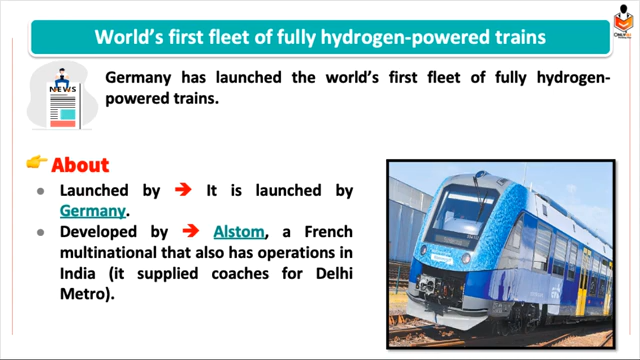 World's first fleet of fully hydrogen-powered trains
NEWS
Germany has launched the world's first fleet of fully hydrogen-
powered trains.
👉 About
● Launched by ➔ It is launched by
Germany.
● Developed by ➔ Alstom, a French
multinational that also has operations in
India (it supplied coaches for Delhi
Metro).